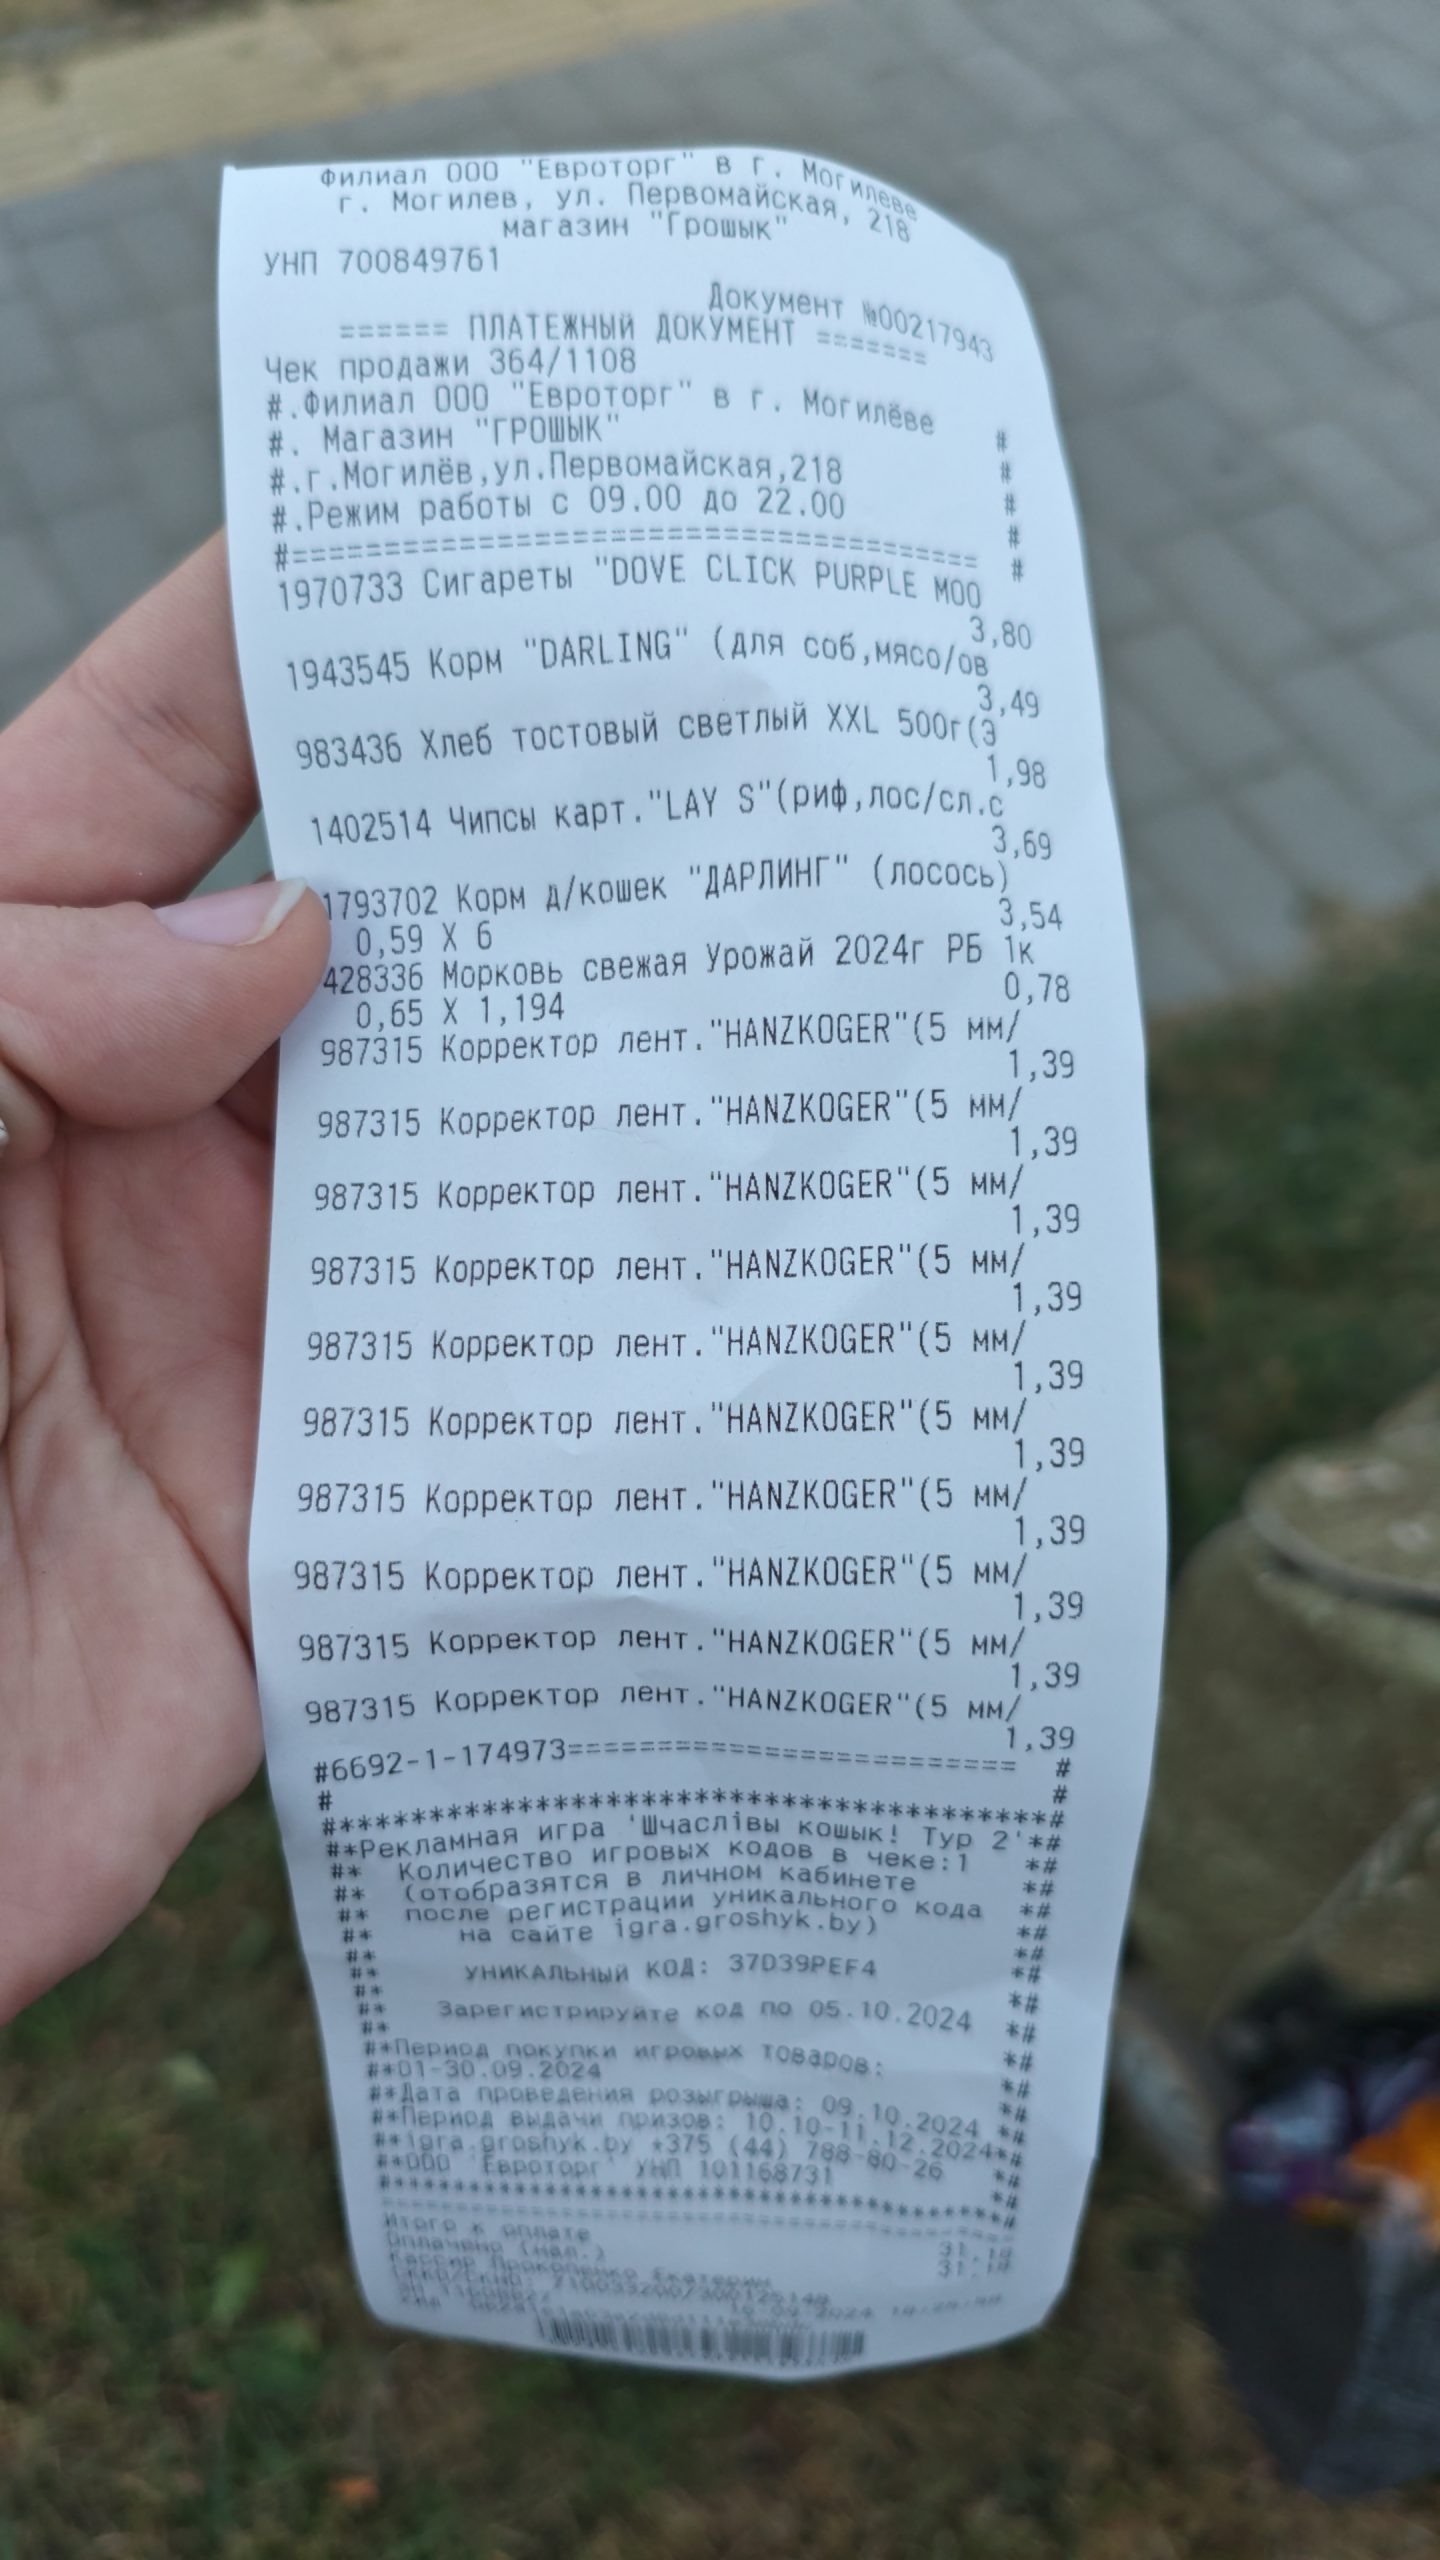 Филиал ООО "Евроторг" в г. Могилеве
г. Могилев, ул. Первомайская, 218
магазин "Грошык"
УНП 700849761
Документ №00217943
====== ПЛАТЕЖНЫЙ ДОКУМЕНТ =======
Чек продажи 364/1108
#.Филиал ООО "Евроторг" в г. Могилёве #
#. Магазин "ГРОШЫК" #
#.г.Могилёв,ул.Первомайская,218 #
#.Режим работы с 09.00 до 22.00 #
#===================================== #
1970733 Сигареты "DOVE CLICK PURPLE MOO
3,80
1943545 Корм "DARLING" (для соб,мясо/ов
3,49
983436 Хлеб тостовый светлый XXL 500г(З
1,98
1402514 Чипсы карт."LAY S"(риф,лос/сл.с
3,69
1793702 Корм д/кошек "ДАРЛИНГ" (лосось)
0,59 X 6 3,54
428336 Морковь свежая Урожай 2024г РБ 1к
0,65 X 1,194 0,78
987315 Корректор лент."HANZKOGER"(5 мм/
1,39
987315 Корректор лент."HANZKOGER"(5 мм/
1,39
987315 Корректор лент."HANZKOGER"(5 мм/
1,39
987315 Корректор лент."HANZKOGER"(5 мм/
1,39
987315 Корректор лент."HANZKOGER"(5 мм/
1,39
987315 Корректор лент."HANZKOGER"(5 мм/
1,39
987315 Корректор лент."HANZKOGER"(5 мм/
1,39
987315 Корректор лент."HANZKOGER"(5 мм/
1,39
987315 Корректор лент."HANZKOGER"(5 мм/
1,39
987315 Корректор лент."HANZKOGER"(5 мм/
1,39
#6692-1-174973======================== #
# #
#**************************************#
#*Рекламная игра 'Шчаслiвы кошык! Тур 2'*#
#* Количество игровых кодов в чеке:1 *#
#* (отобразятся в личном кабинете *#
#* после регистрации уникального кода *#
#* на сайте igra.groshyk.by) *#
#* *#
#* УНИКАЛЬНЫЙ КОД: 37D39PEF4 *#
#* *#
#* Зарегистрируйте код по 05.10.2024 *#
#* *#
#*Период покупки игровых товаров: *#
#*01-30.09.2024 *#
#*Дата проведения розыгрыша: 09.10.2024 *#
#*Период выдачи призов: 10.10-11.12.2024*#
#*igra.groshyk.by +375 (44) 788-80-26 *#
#*ООО 'Евроторг' УНП 101168731 *#
#**************************************#
Итого к оплате 31,18
Оплачено (нал.) 31,18
Кассир Прокопенко Екатерин